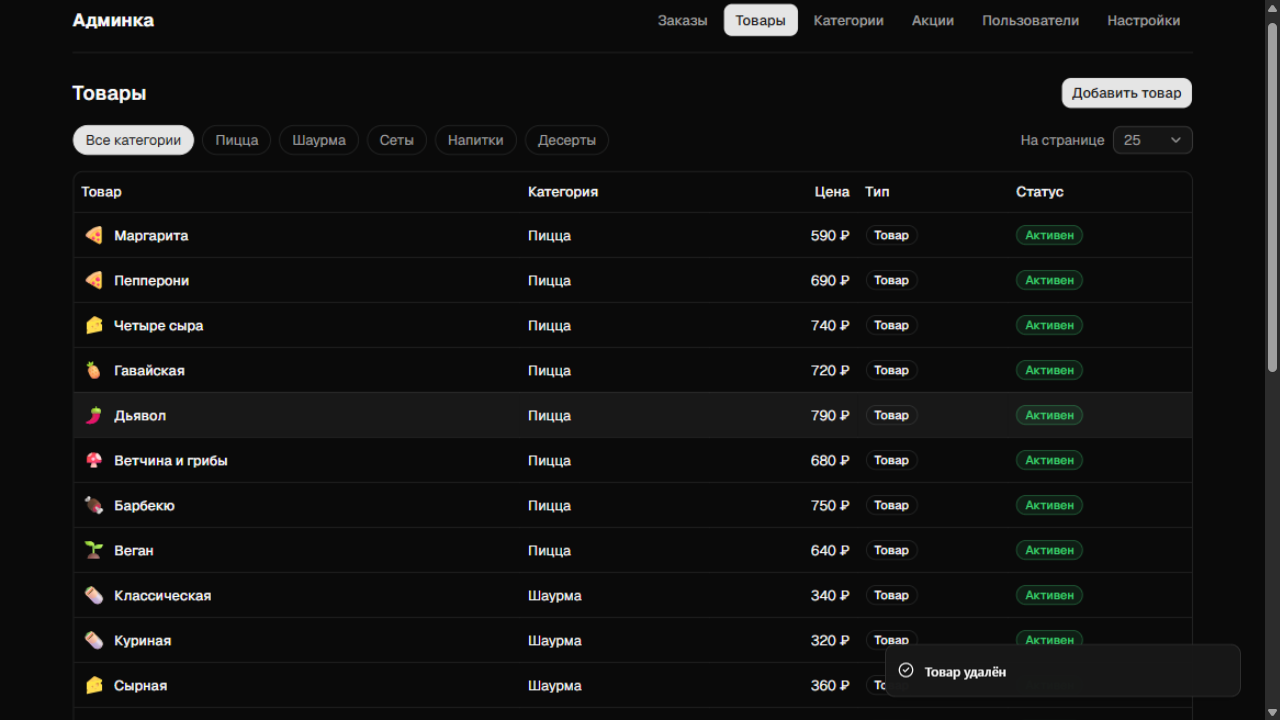 Админка Заказы Товары Категории Акции Пользователи Настройки
Товары Добавить товар
Все категории Пицца Шаурма Сеты Напитки Десерты На странице 25
Товар Категория Цена Тип Статус
Маргарита Пицца 590 ₽ Товар Активен
Пепперони Пицца 690 ₽ Товар Активен
Четыре сыра Пицца 740 ₽ Товар Активен
Гавайская Пицца 720 ₽ Товар Активен
Дьявол Пицца 790 ₽ Товар Активен
Ветчина и грибы Пицца 680 ₽ Товар Активен
Барбекю Пицца 750 ₽ Товар Активен
Веган Пицца 640 ₽ Товар Активен
Классическая Шаурма 340 ₽ Товар Активен
Куриная Шаурма 320 ₽ Товар Активен
Сырная Шаурма 360 ₽
Товар удалён